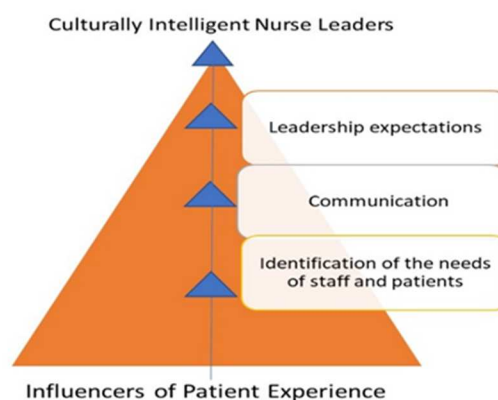 Culturally Intelligent Nurse Leaders
Leadership expectations
Communication
Identification of the needs
of staff and patients
Influencers of Patient Experience